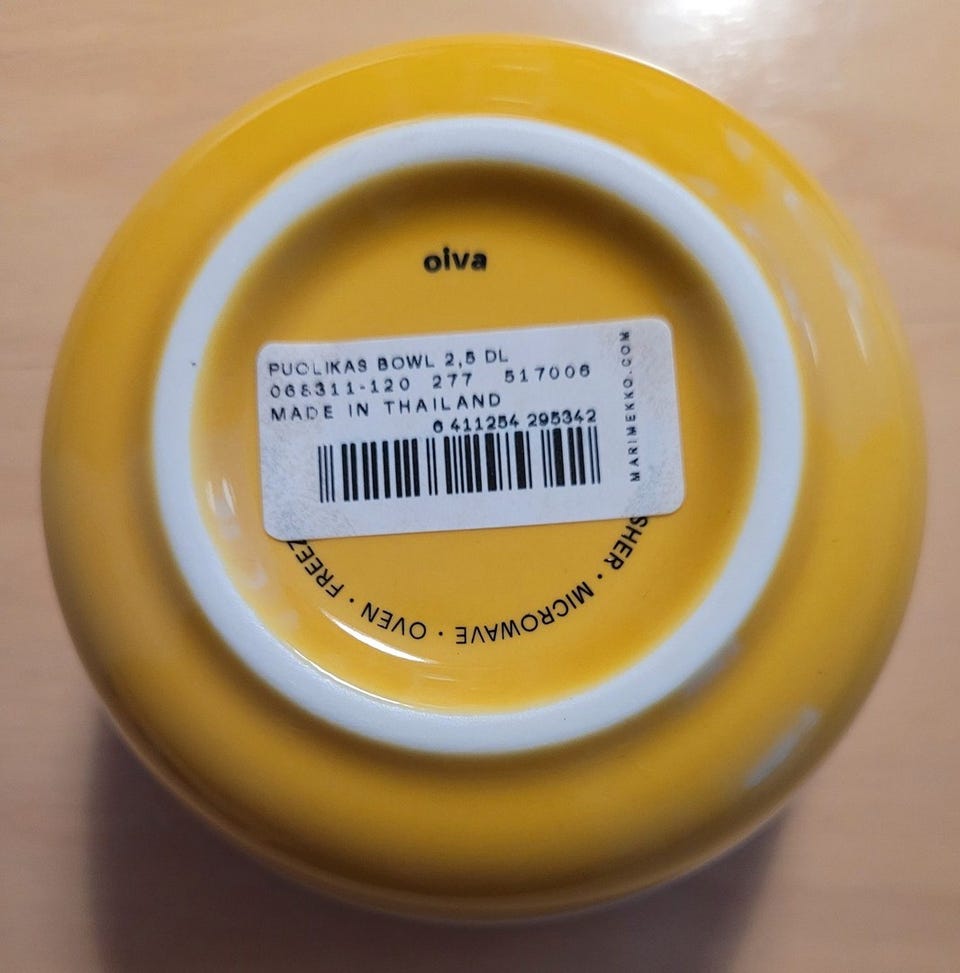 oiva
PUOLIKAS BOWL 2,5 DL
068311-120 277 517006
MADE IN THAILAND
6 411254 295342
MARIMEKKO.COM
SHER • MICROWAVE • OVEN • FREEZ